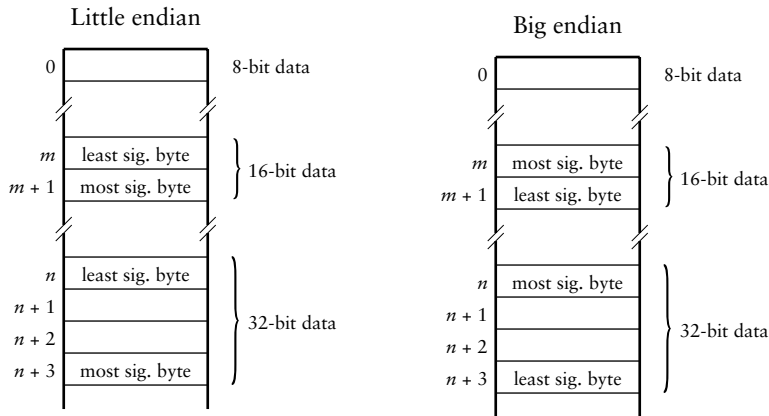 Little endian
0 8-bit data
m least sig. byte
m + 1 most sig. byte
16-bit data
n least sig. byte
n + 1
n + 2
n + 3 most sig. byte
32-bit data
Big endian
0 8-bit data
m most sig. byte
m + 1 least sig. byte
16-bit data
n most sig. byte
n + 1
n + 2
n + 3 least sig. byte
32-bit data